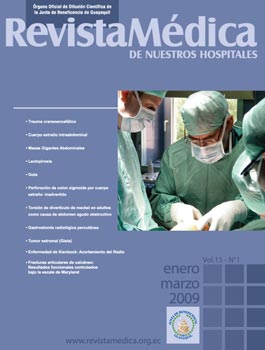 Órgano Oficial de Difusión Científica de
la Junta de Beneficencia de Guayaquil
RevistaMédica
DE NUESTROS HOSPITALES
• Trauma craneoencefálico
• Cuerpo extraño intraabdominal
• Masas Gigantes Abdominales
• Leptospirosis
• Gota
• Perforación de colon sigmoide por cuerpo
extraño inadvertido
• Torsión de divertículo de meckel en adultos
como causa de abdomen agudo obstructivo
• Gastrostomía radiológica percutánea
• Tumor estromal (Gists)
• Enfermedad de Kienböck: Acortamiento del Radio
• Fracturas articulares de calcáneo:
Resultados funcionales controlados
bajo la escala de Maryland
Vol.15 - N°1
enero
marzo
2009
www.revistamedica.org.ec